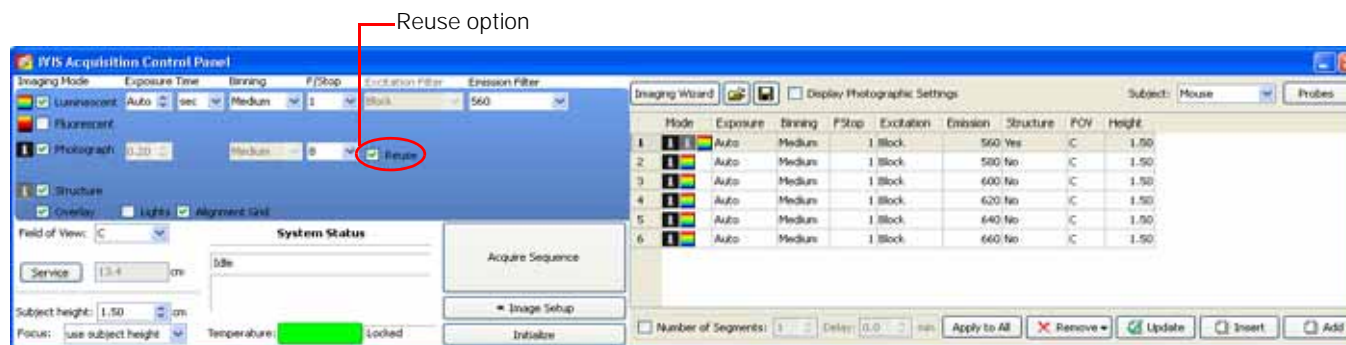 Reuse option
IVIS Acquisition Control Panel
Imaging Mode Exposure Time Binning F/Stop Excitation Filter Emission Filter
Luminescent Auto sec Medium 1 Block 560
Fluorescent
Photograph 0.20 Medium 8 Reuse
Structure
Overlay Lights Alignment Grid
Field of View: C
Service 13.4 cm
Subject height: 1.50 cm
Focus: use subject height
System Status
Idle
Temperature: Locked
Acquire Sequence
Image Setup
Initialize
Imaging Wizard Display Photographic Settings Subject: Mouse Probes
Mode Exposure Binning FStop Excitation Emission Structure FOV Height
1 Auto Medium 1 Block 560 Yes C 1.50
2 Auto Medium 1 Block 580 No C 1.50
3 Auto Medium 1 Block 600 No C 1.50
4 Auto Medium 1 Block 620 No C 1.50
5 Auto Medium 1 Block 640 No C 1.50
6 Auto Medium 1 Block 660 No C 1.50
Number of Segments: 1 Delay: 0.0 min Apply to All Remove Update Insert Add